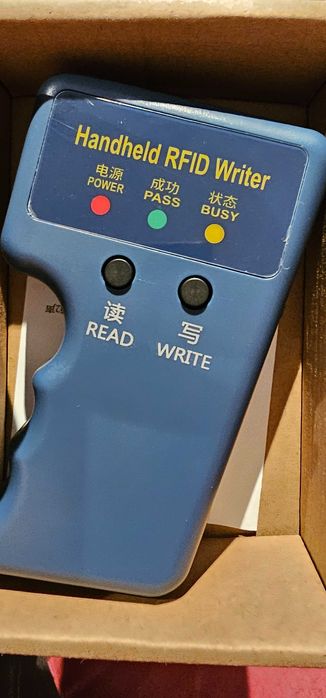 Handheld RFID Writer
电源 成功 状态
POWER PASS BUSY
读 写
READ WRITE